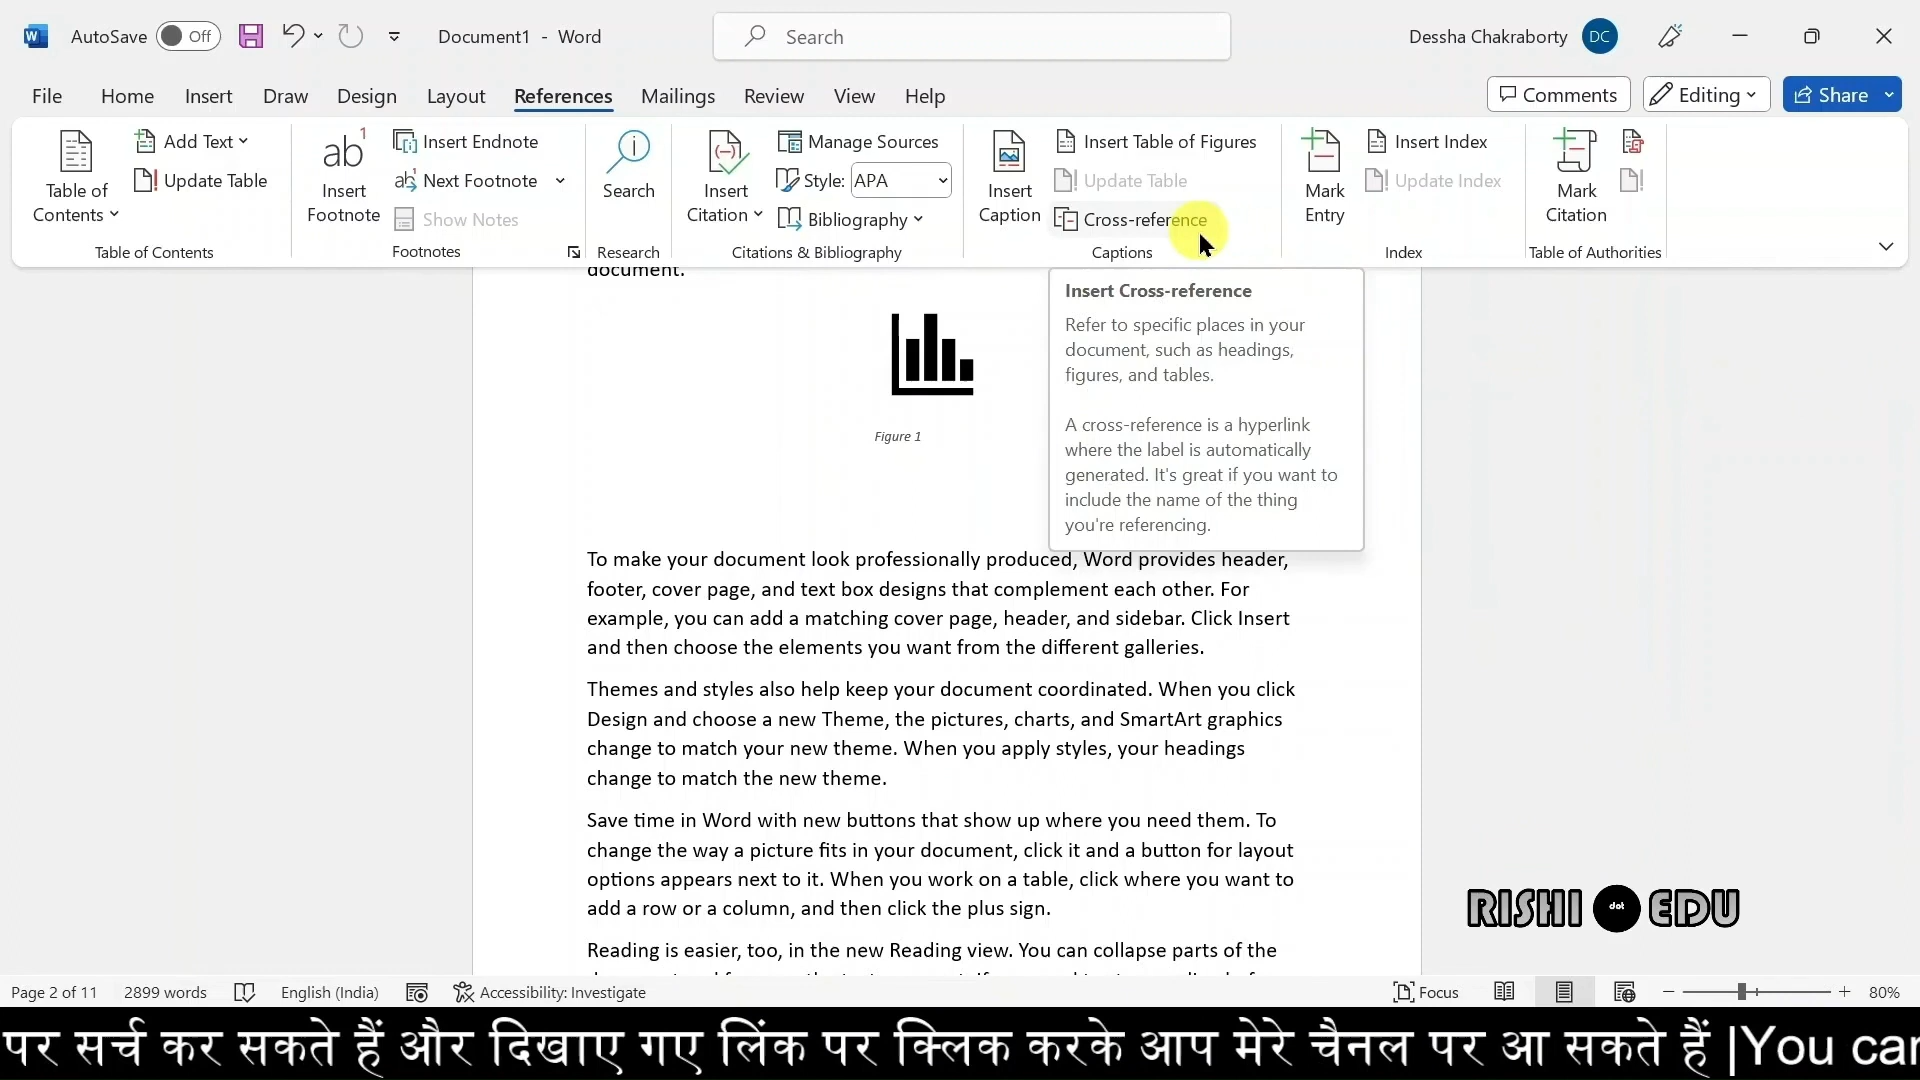 AutoSave Off Document1 - Word Search Dessha Chakraborty DC
File Home Insert Draw Design Layout References Mailings Review View Help Comments Editing Share
Table of Contents
Add Text
Update Table
Table of Contents
ab1
Insert Footnote
Insert Endnote
Next Footnote
Show Notes
Footnotes
Search
Research
Insert Citation
Manage Sources
Style: APA
Bibliography
Citations & Bibliography
Insert Caption
Insert Table of Figures
Update Table
Cross-reference
Captions
Mark Entry
Insert Index
Update Index
Index
Mark Citation
Table of Authorities
document.
Figure 1
Insert Cross-reference
Refer to specific places in your
document, such as headings,
figures, and tables.
A cross-reference is a hyperlink
where the label is automatically
generated. It's great if you want to
include the name of the thing
you're referencing.
To make your document look professionally produced, Word provides header,
footer, cover page, and text box designs that complement each other. For
example, you can add a matching cover page, header, and sidebar. Click Insert
and then choose the elements you want from the different galleries.
Themes and styles also help keep your document coordinated. When you click
Design and choose a new Theme, the pictures, charts, and SmartArt graphics
change to match your new theme. When you apply styles, your headings
change to match the new theme.
Save time in Word with new buttons that show up where you need them. To
change the way a picture fits in your document, click it and a button for layout
options appears next to it. When you work on a table, click where you want to
add a row or a column, and then click the plus sign.
Reading is easier, too, in the new Reading view. You can collapse parts of the
RISHI dot EDU
Page 2 of 11 2899 words English (India) Accessibility: Investigate Focus 80%
पर सर्च कर सकते हैं और दिखाए गए लिंक पर क्लिक करके आप मेरे चैनल पर आ सकते हैं |You can